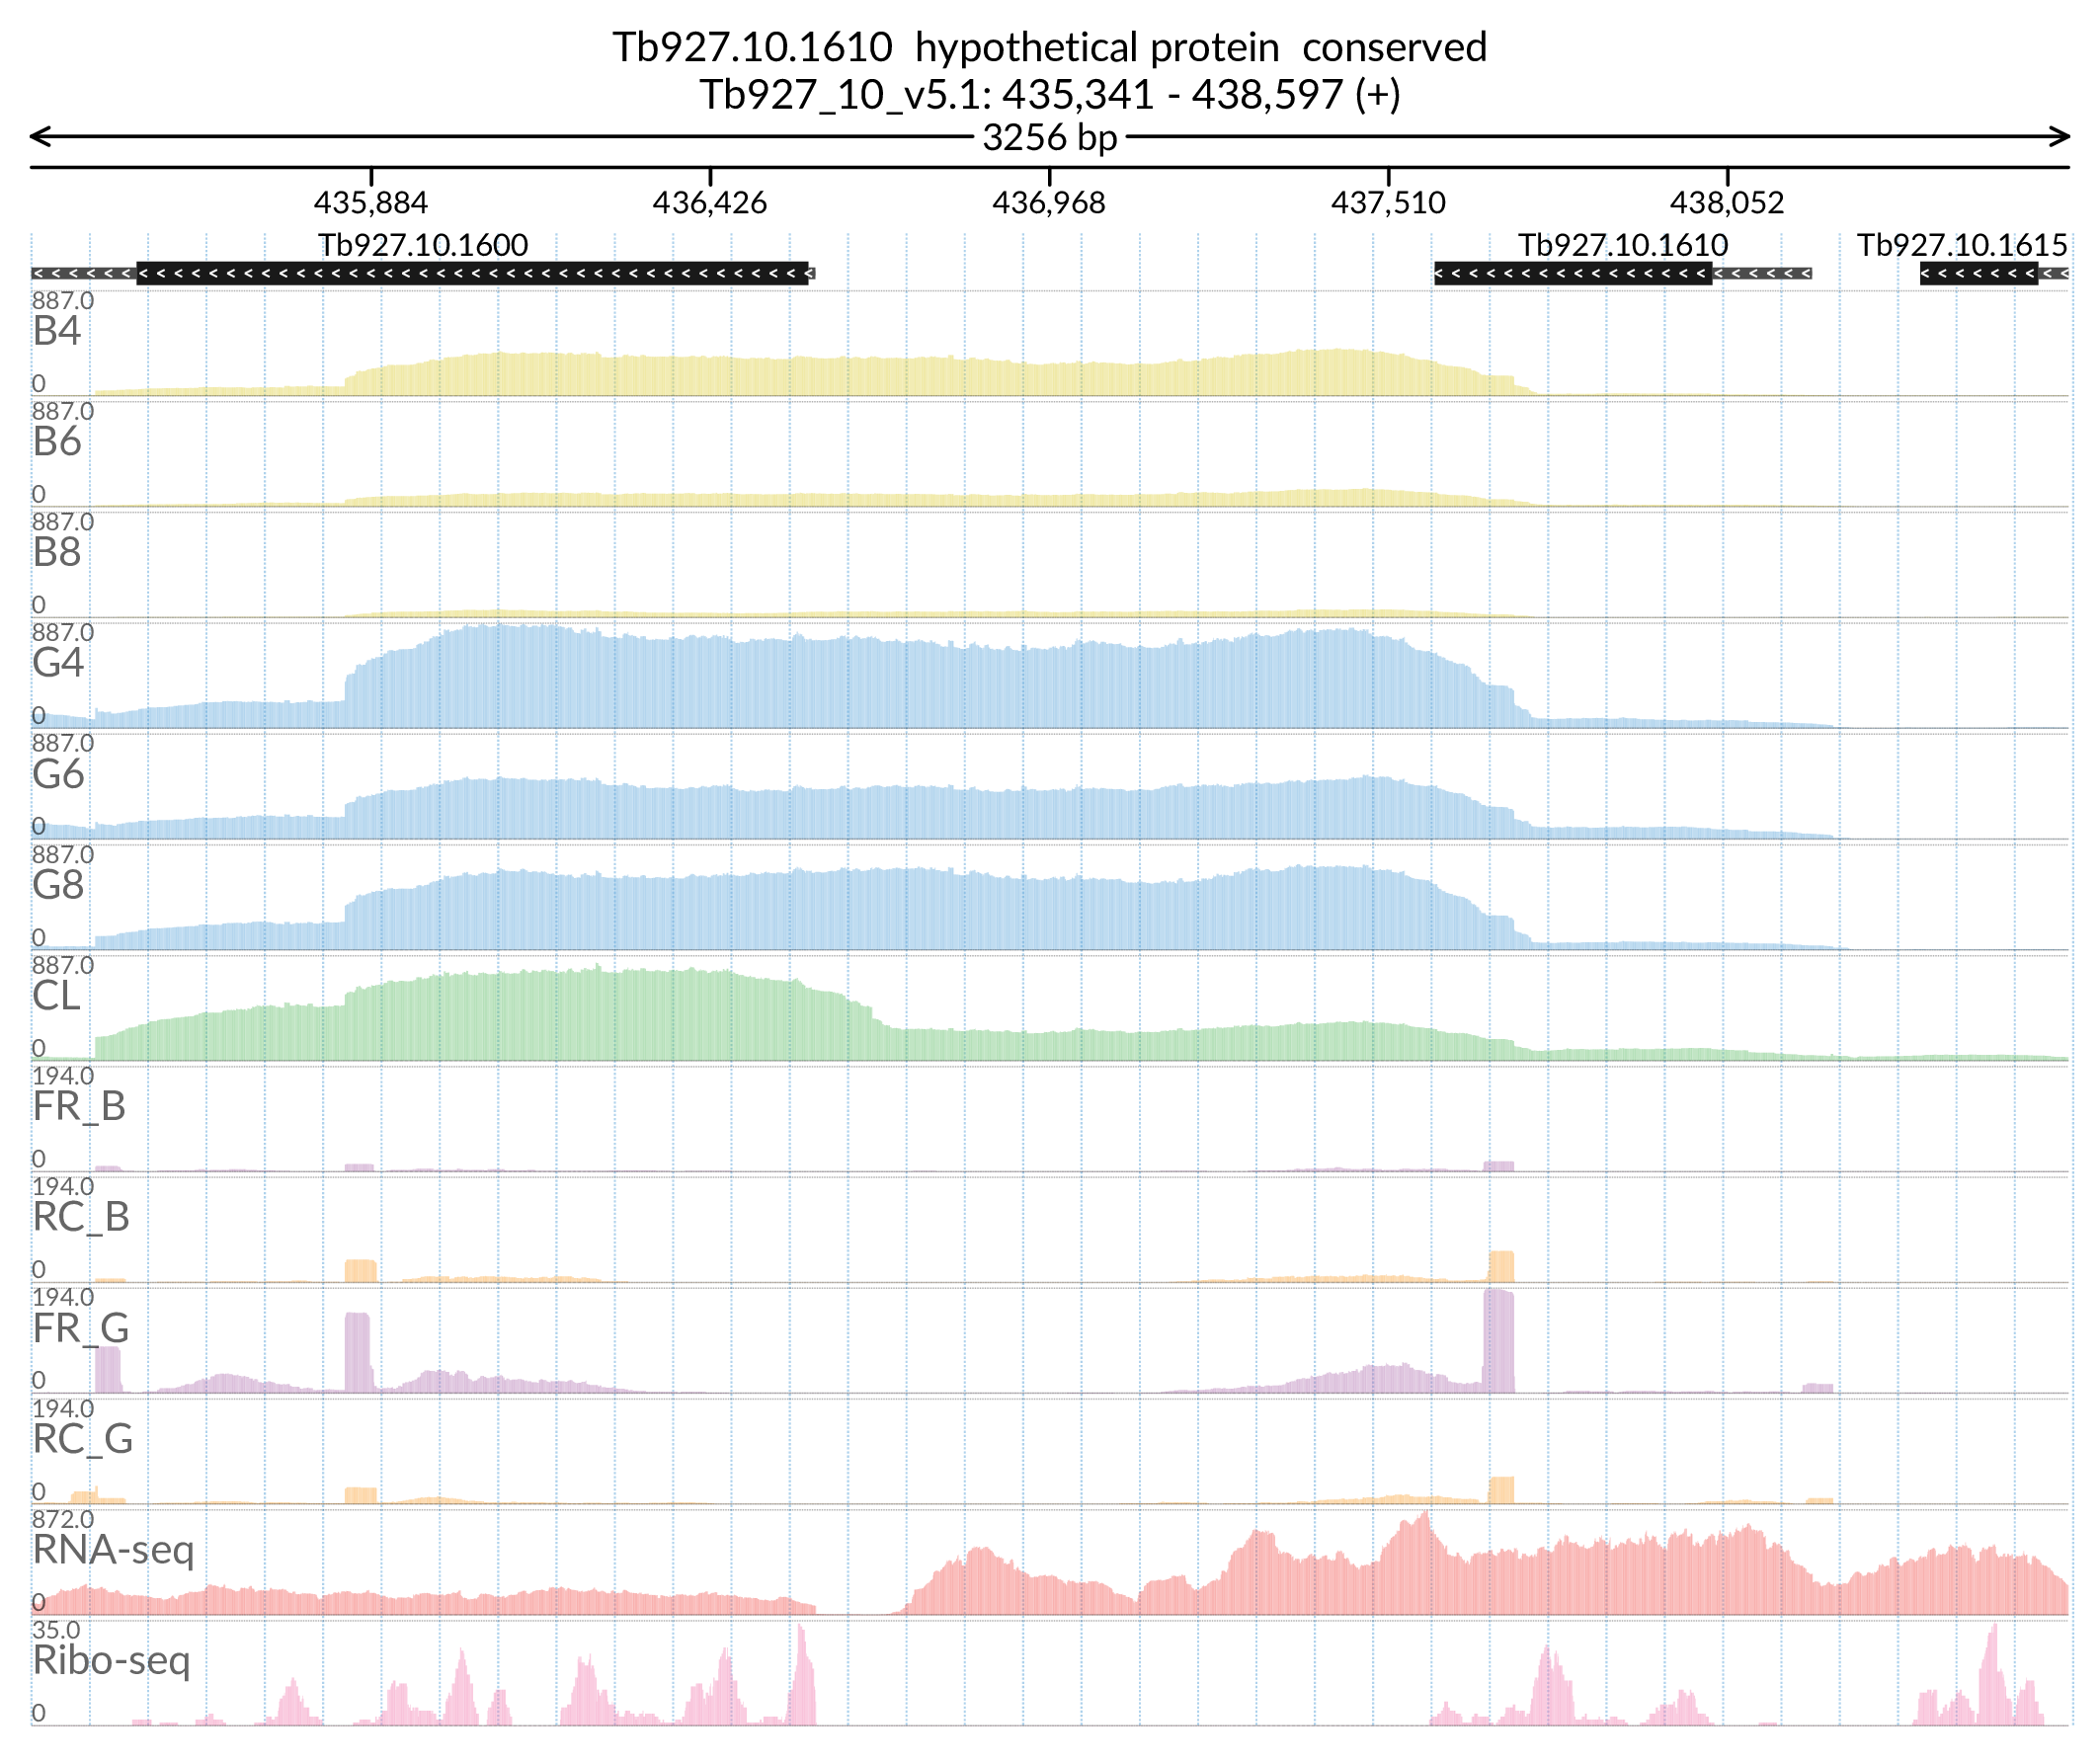 Tb927.10.1610  hypothetical protein  conserved
Tb927_10_v5.1: 435,341 - 438,597 (+)
3256 bp
435,884 436,426 436,968 437,510 438,052
Tb927.10.1600 Tb927.10.1610 Tb927.10.1615
887.0
B4
0
887.0
B6
0
887.0
B8
0
887.0
G4
0
887.0
G6
0
887.0
G8
0
887.0
CL
0
194.0
FR_B
0
194.0
RC_B
0
194.0
FR_G
0
194.0
RC_G
0
872.0
RNA-seq
0
35.0
Ribo-seq
0